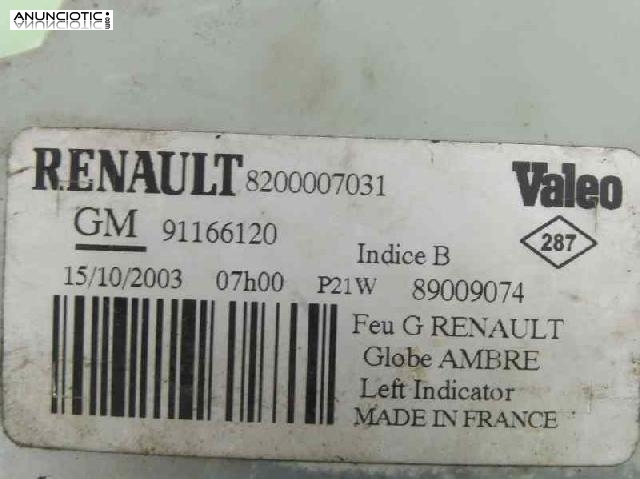 ANUNCIOTIC.es
RENAULT 8200007031 Valeo
GM 91166120 Indice B 287
15/10/2003 07h00 P21W 89009074
Feu G RENAULT
Globe AMBRE
Left Indicator
MADE IN FRANCE